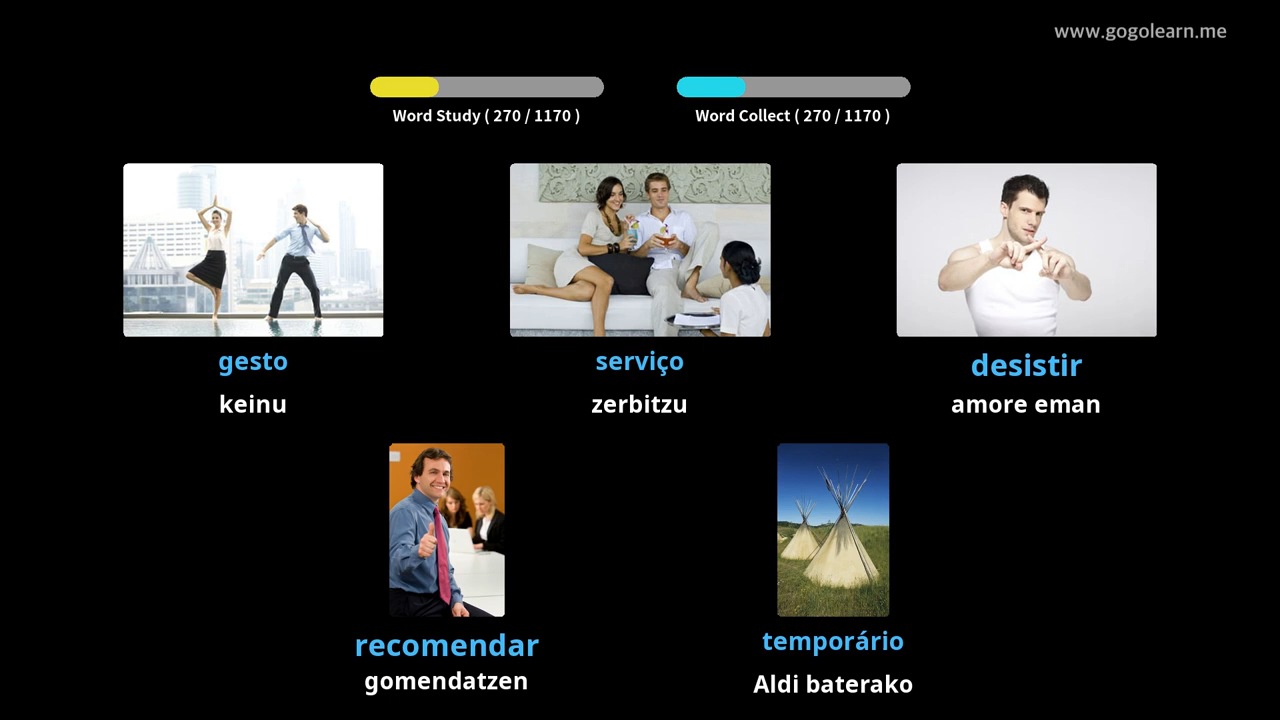 www.gogolearn.me
Word Study ( 270 / 1170 )
Word Collect ( 270 / 1170 )
gesto
keinu
serviço
zerbitzu
desistir
amore eman
recomendar
gomendatzen
temporário
Aldi baterako